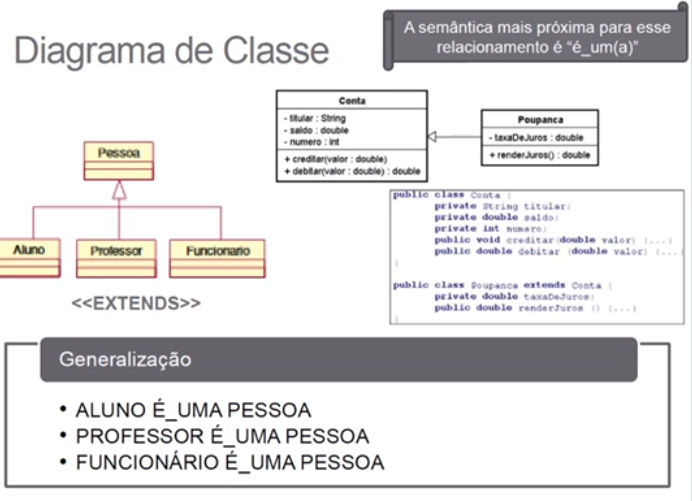 Diagrama de Classe
A semântica mais próxima para esse
relacionamento é “é_um(a)”
Pessoa
Aluno
Professor
Funcionario
<<EXTENDS>>
Conta
- titular : String
- saldo : double
- numero : int
+ creditar(valor : double)
+ debitar(valor : double) : double
Poupanca
- taxaDeJuros : double
+ renderJuros() : double
public class Conta {
private String titular;
private double saldo;
private int numero;
public void creditar(double valor) {...}
public double debitar (double valor) {...}
}
public class Poupanca extends Conta {
private double taxaDeJuros;
public double renderJuros () {...}
}
Generalização
• ALUNO É_UMA PESSOA
• PROFESSOR É_UMA PESSOA
• FUNCIONÁRIO É_UMA PESSOA